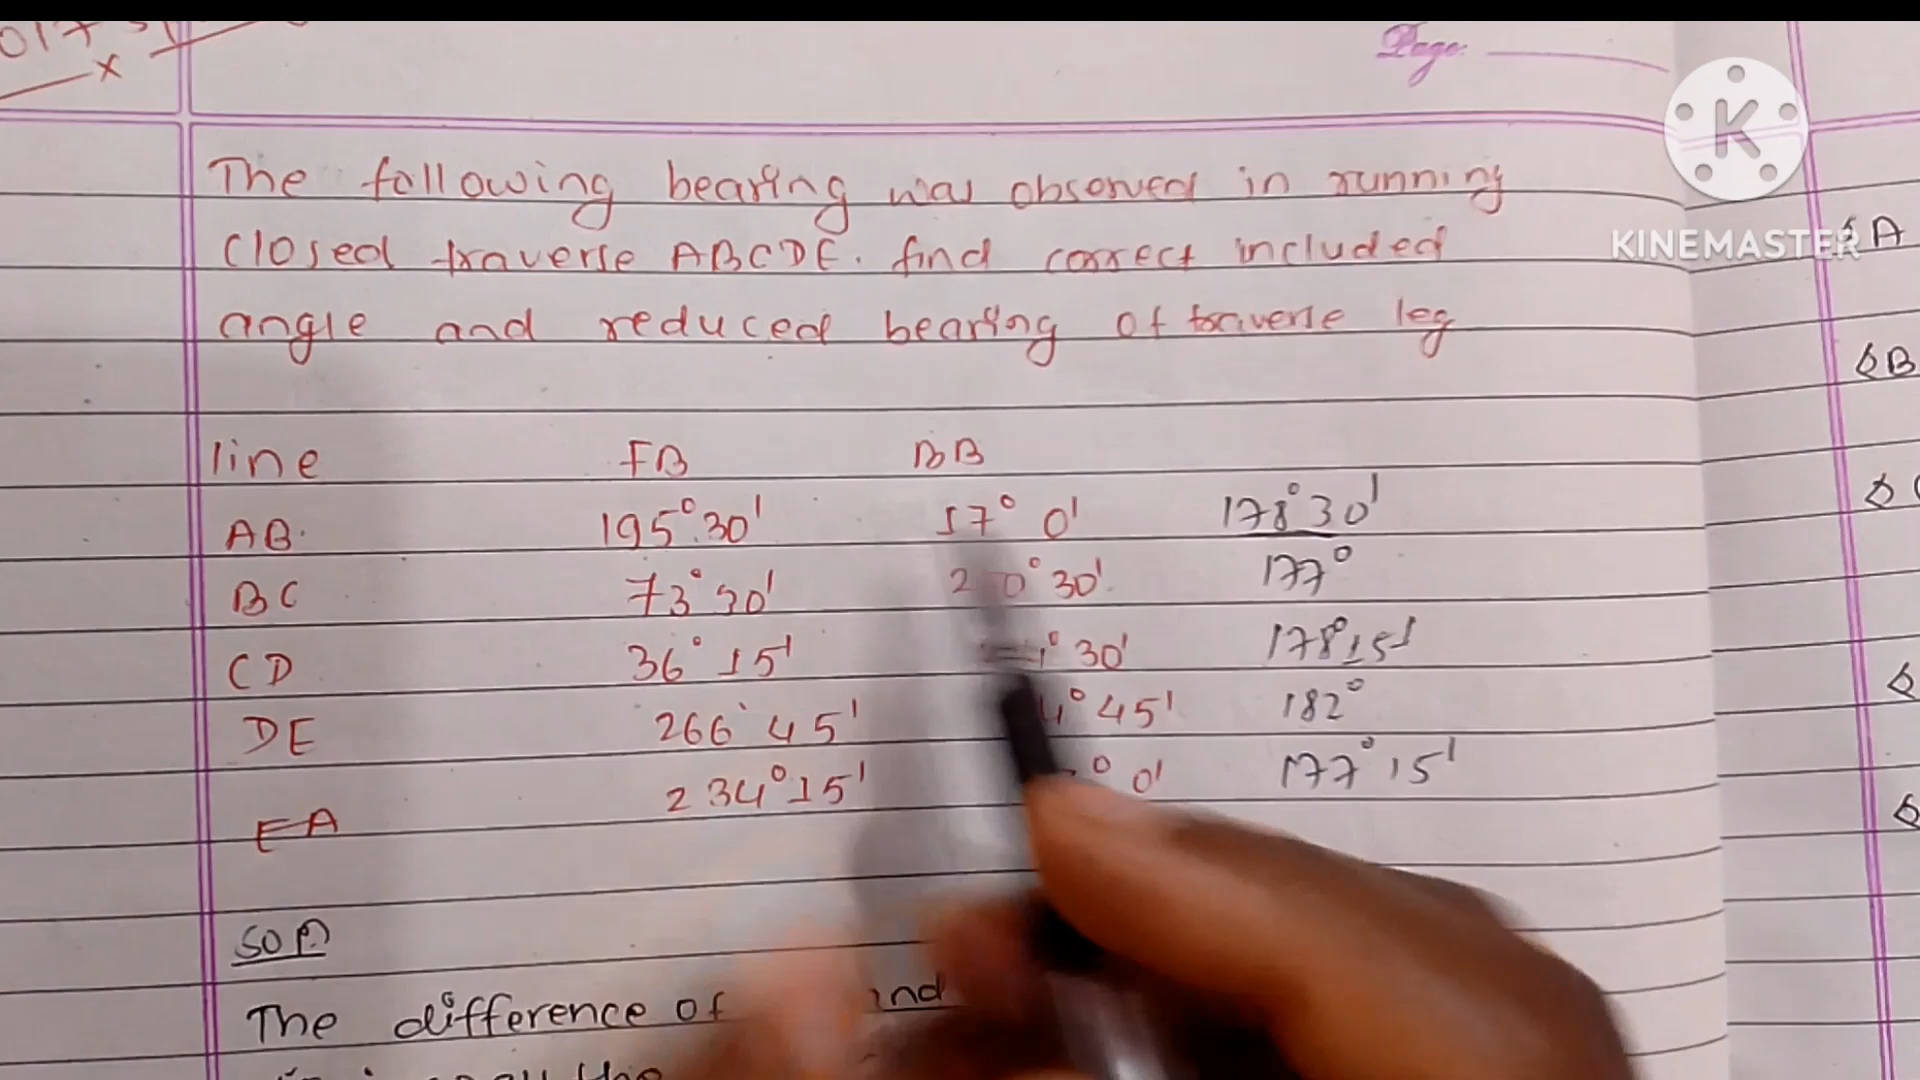 Page:
The following bearing was observed in running
closed traverse ABCDE. find correct included
angle and reduced bearing of traverse leg
line FB BB
AB. 195°30' 17° 0' 178°30'
BC 73°30' 30' 177°
CD 36° 15' 30' 178°15'
DE 266° 45' 4° 45' 182°
EA 234°15' ° 0' 177° 15'
Sol
The difference of
KINEMASTER
A
B